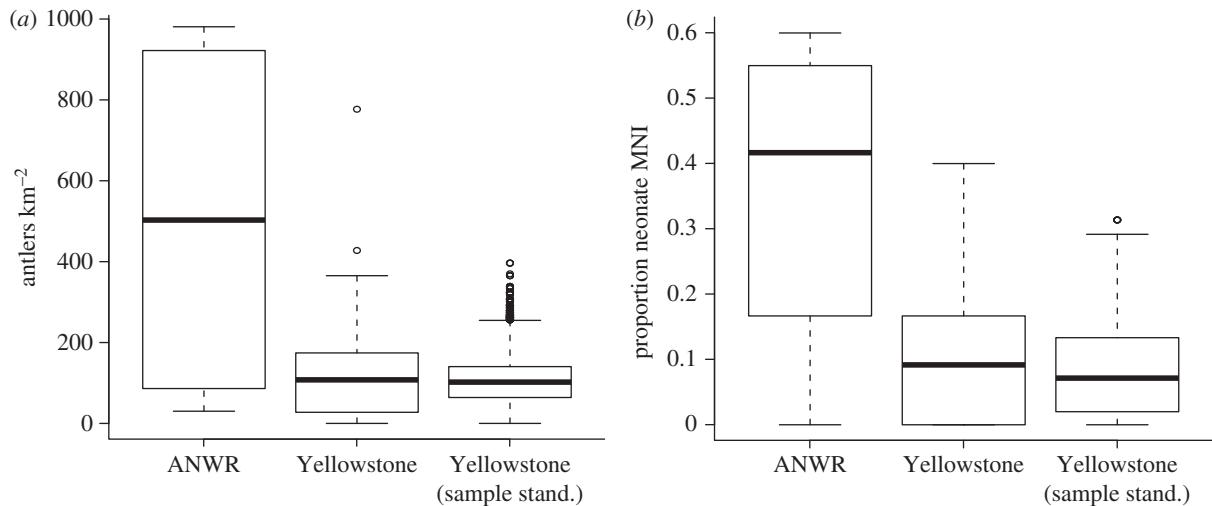 (a)
1000
800
600
400
200
0
antlers km–2
ANWR
Yellowstone
Yellowstone
(sample stand.)
(b)
0.6
0.5
0.4
0.3
0.2
0.1
0
proportion neonate MNI
ANWR
Yellowstone
Yellowstone
(sample stand.)